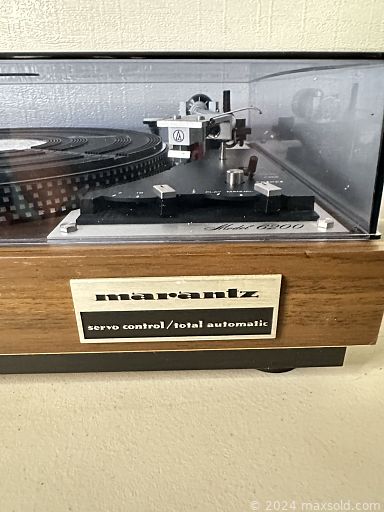 Model 6200
marantz
servo control/total automatic
© 2024 maxsold.com